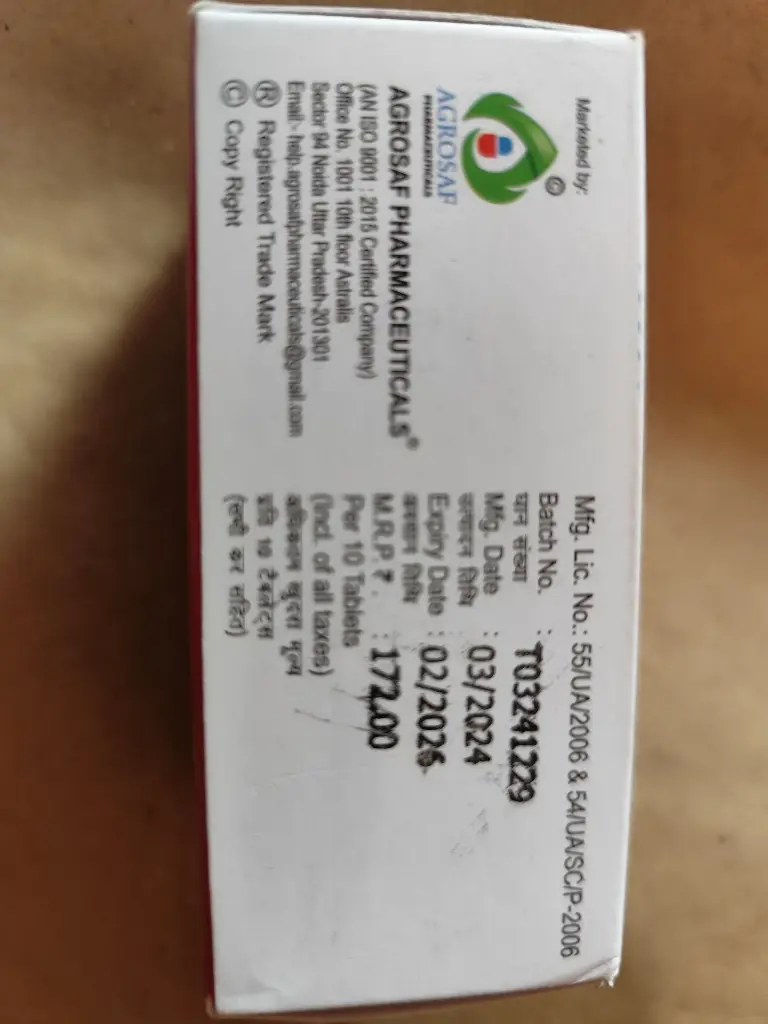 Marketed by:
©
AGROSAF
PHARMACEUTICALS
AGROSAF PHARMACEUTICALS®
(AN ISO 9001 : 2015 Certified Company)
Office No. 1001 10th floor Astralis
Sector 94 Noida Uttar Pradesh-201301
Email:- help.agrosafpharmaceuticals@gmail.com
® Registered Trade Mark
© Copy Right
Mfg. Lic. No.: 55/UA/2006 & 54/UA/SC/P-2006
Batch No. : T03241229
घान संख्या
Mfg. Date : 03/2024
उत्पादन तिथि
Expiry Date : 02/2026
अवसान तिथि
M.R.P. ₹. : 172.00
Per 10 Tablets
(Incl. of all taxes)
अधिकतम खुदरा मूल्य
प्रति 10 टेबलेट्स
(सभी कर सहित)